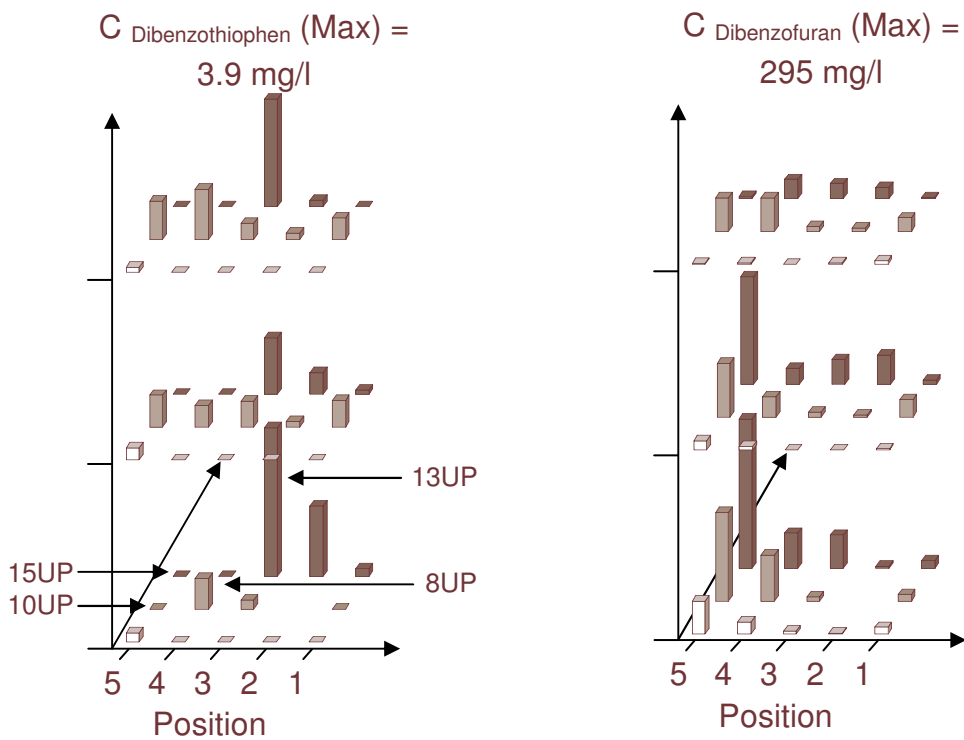 C Dibenzothiophen (Max) =
3.9 mg/l
13UP
15UP
8UP
10UP
5 4 3 2 1
Position
C Dibenzofuran (Max) =
295 mg/l
5 4 3 2 1
Position